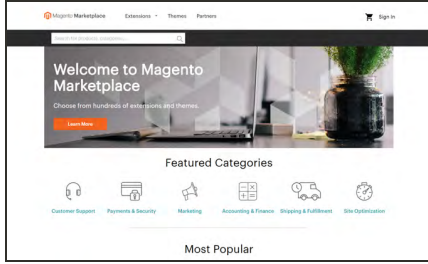 Magento Marketplace
Extensions
Themes
Partners
Sign In
Welcome to Magento
Marketplace
Choose from hundreds of extensions and themes.
Learn More
Featured Categories
Customer Support
Payments & Security
Marketing
Accounting & Finance
Shipping & Fulfillment
Site Optimization
Most Popular